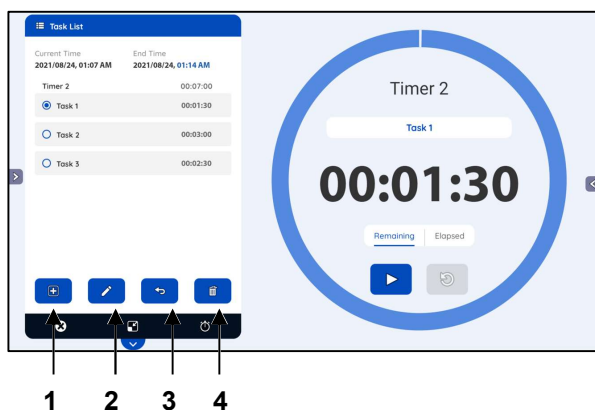 Task List
Current Time
End Time
2021/08/24, 01:07 AM
2021/08/24, 01:14 AM
Timer 2
00:07:00
Task 1
00:01:30
Task 2
00:03:00
Task 3
00:02:30
Timer 2
Task 1
00:01:30
Remaining
Elapsed
1 2 3 4